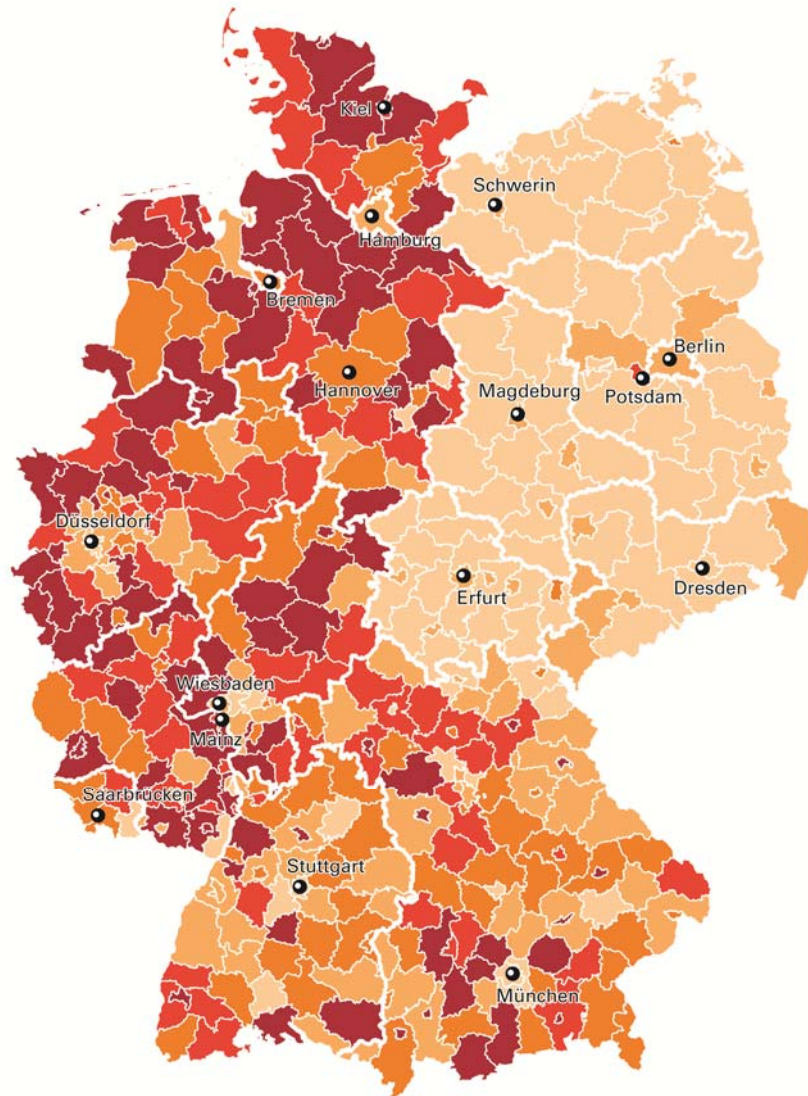 Kiel
Schwerin
Hamburg
Bremen
Berlin
Hannover
Magdeburg
Potsdam
Düsseldorf
Erfurt
Dresden
Wiesbaden
Mainz
Saarbrücken
Stuttgart
München